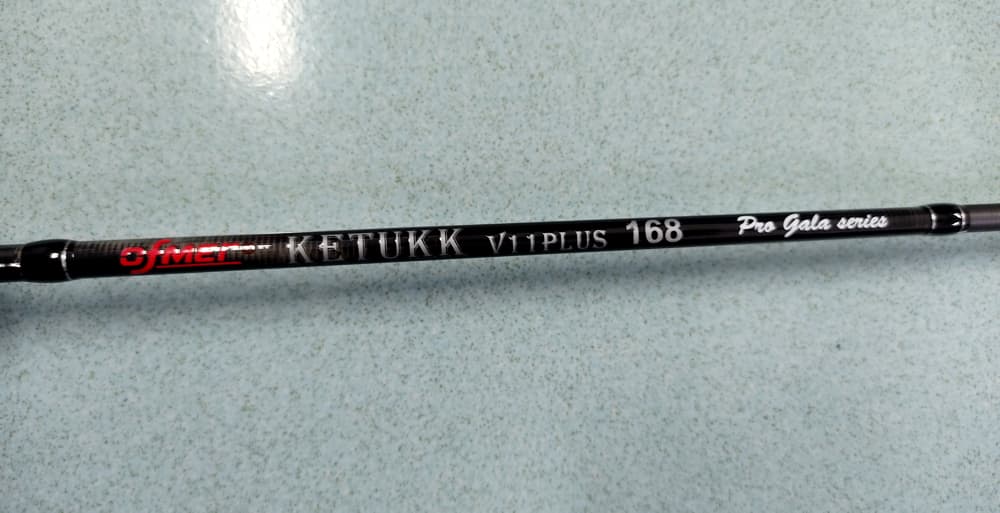 OFMER KETUKK V11PLUS 168 Pro Gala series